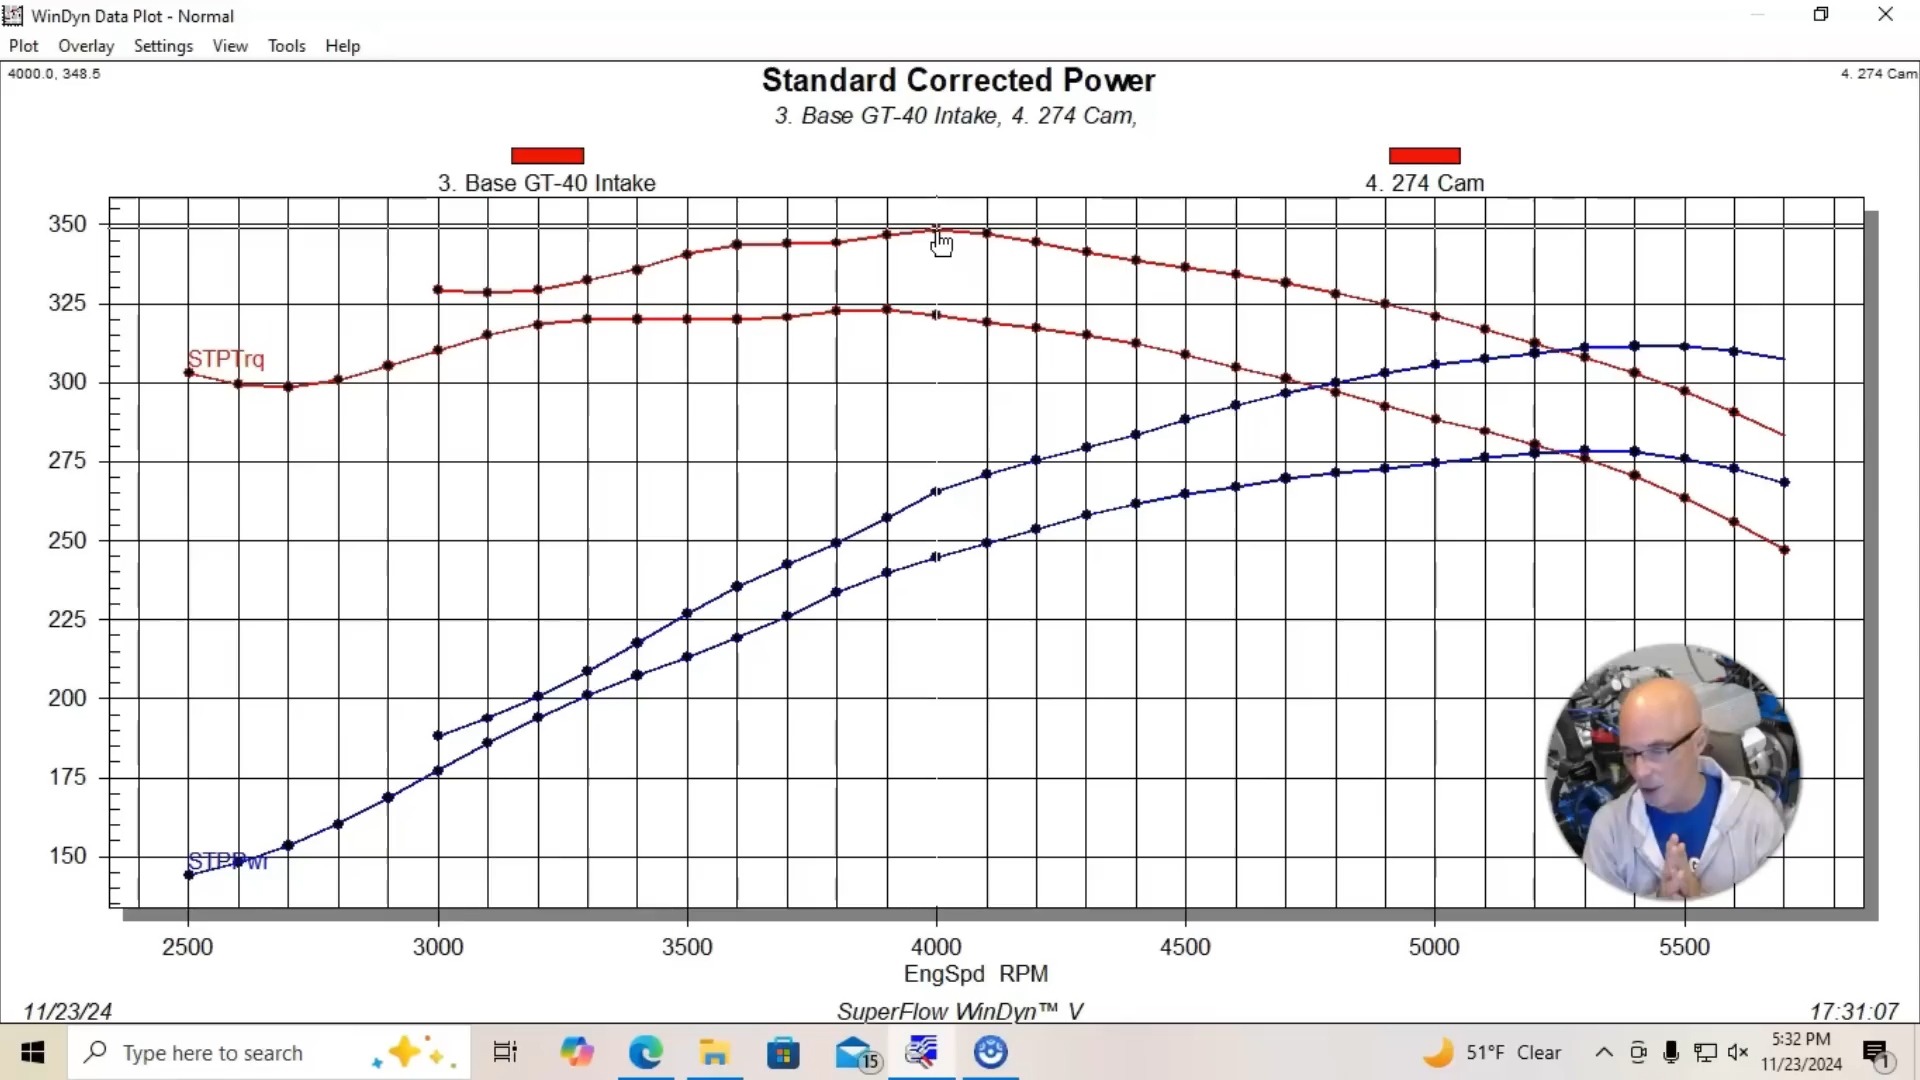 WinDyn Data Plot - Normal
Plot Overlay Settings View Tools Help
4000.0, 348.5
Standard Corrected Power
4. 274 Cam
3. Base GT-40 Intake, 4. 274 Cam,
3. Base GT-40 Intake
4. 274 Cam
350
325
300
275
250
225
200
175
150
STPTrq
STPPwr
2500 3000 3500 4000 4500 5000 5500
EngSpd RPM
11/23/24
SuperFlow WinDyn™ V
17:31:07
Type here to search
15
51°F Clear
5:32 PM
11/23/2024
1